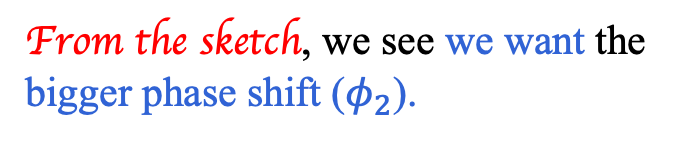 From the sketch, we see we want the
bigger phase shift (ϕ₂).